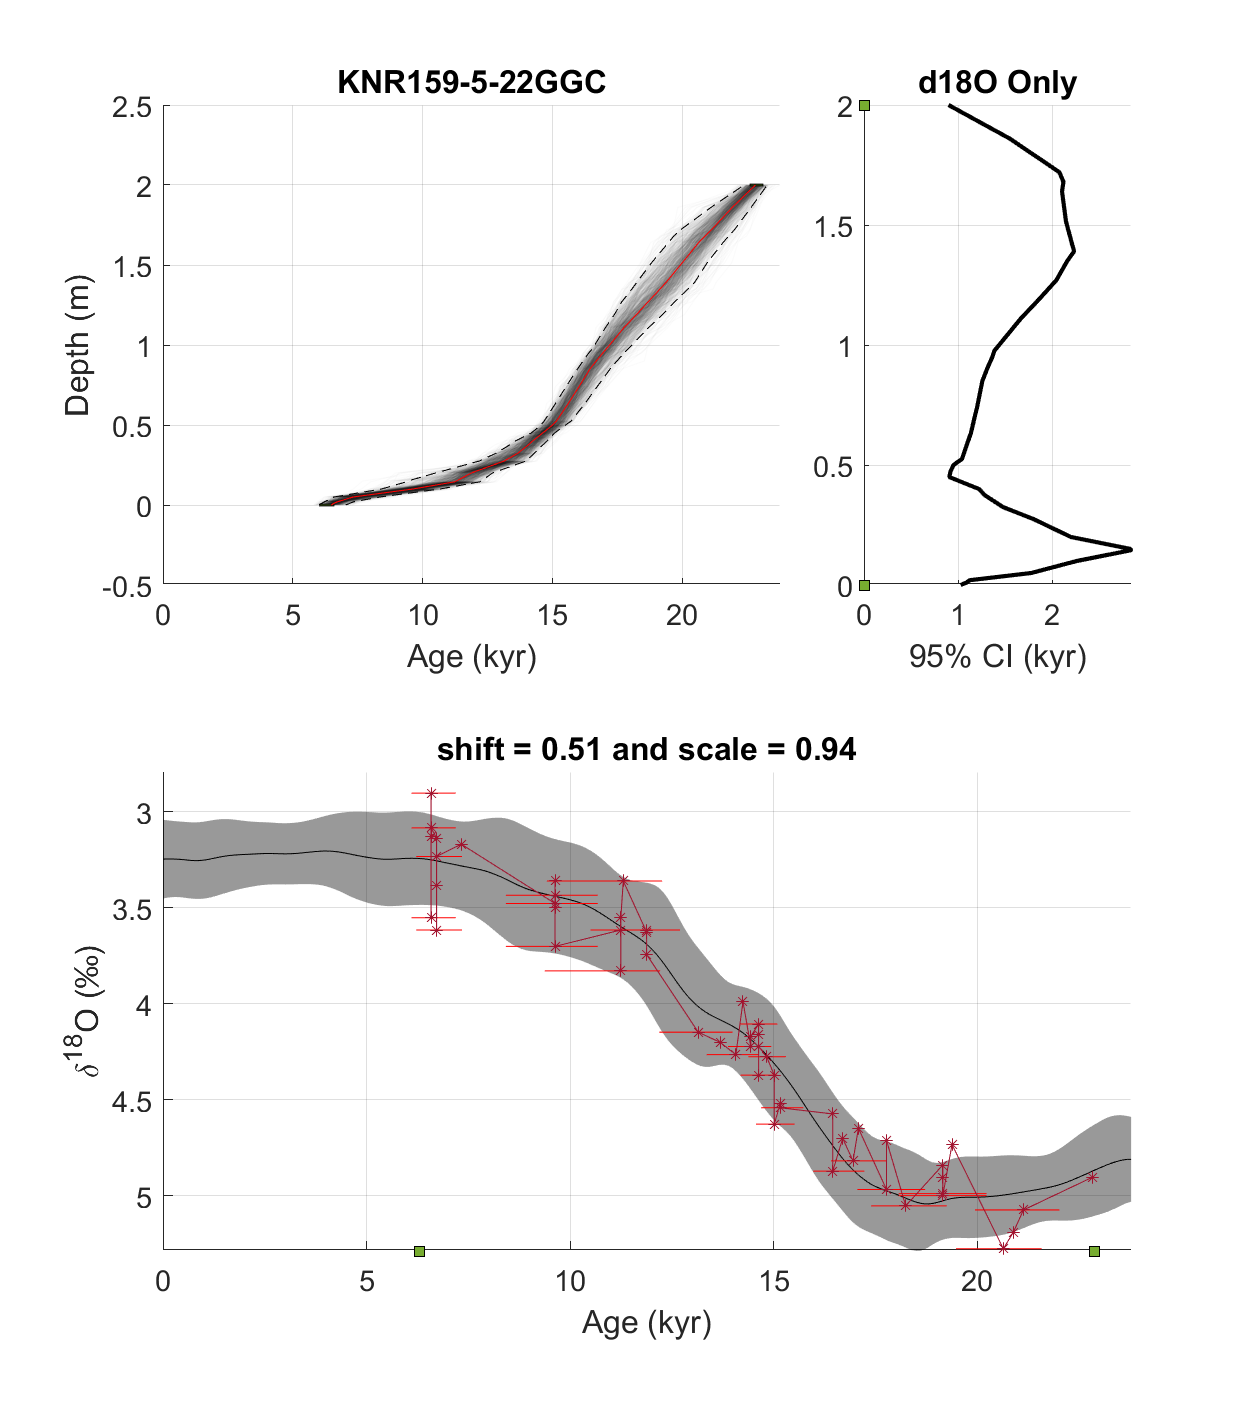 KNR159-5-22GGC
2.5
2
1.5
1
0.5
0
-0.5
Depth (m)
0 5 10 15 20
Age (kyr)
d18O Only
2
1.5
1
0.5
0
0 1 2
95% CI (kyr)
shift = 0.51 and scale = 0.94
3
3.5
4
4.5
5
δ¹⁸O (‰)
0 5 10 15 20
Age (kyr)